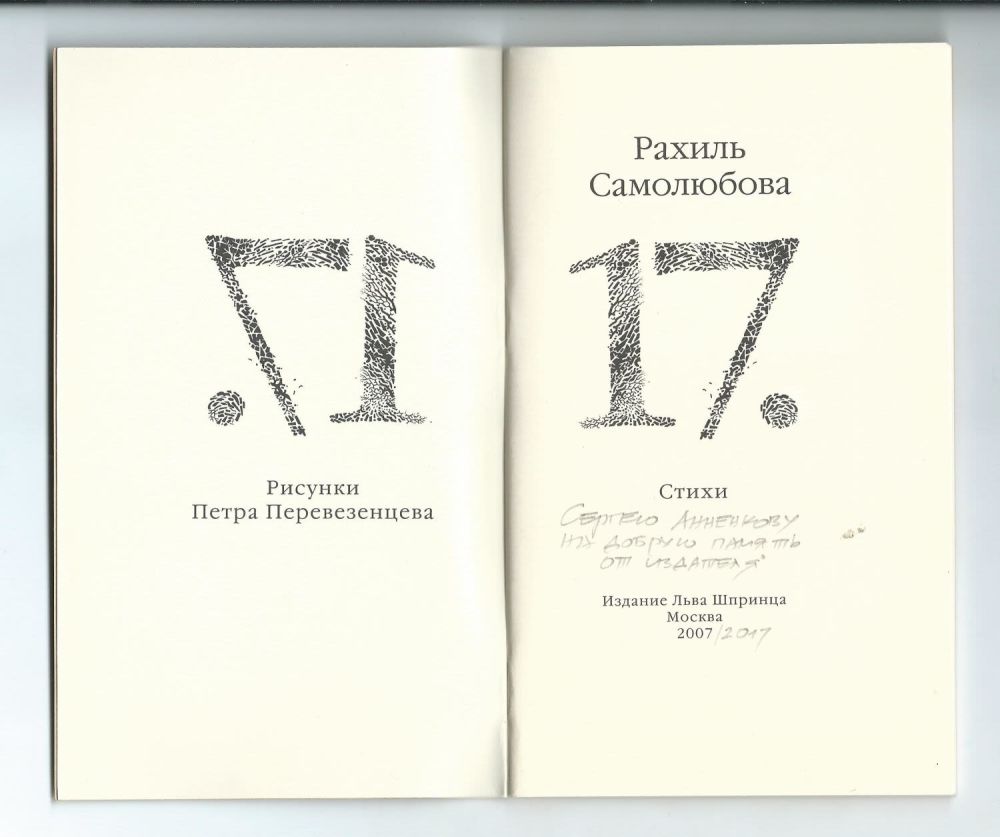 17.
Рисунки
Петра Перевезенцева
Рахиль
Самолюбова
17.
Стихи
Сергею Анненкову
на добрую память
от издателя
Издание Льва Шпринца
Москва
2007/2017